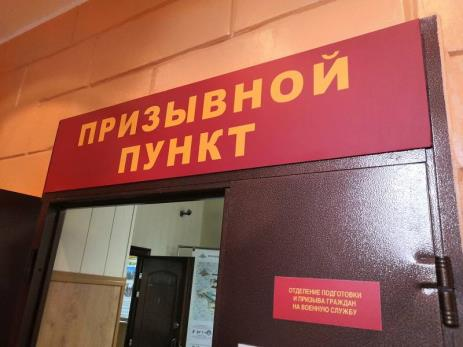 ПРИЗЫВНОЙ
ПУНКТ
ОТДЕЛЕНИЕ ПОДГОТОВКИ
И ПРИЗЫВА ГРАЖДАН
НА ВОЕННУЮ СЛУЖБУ